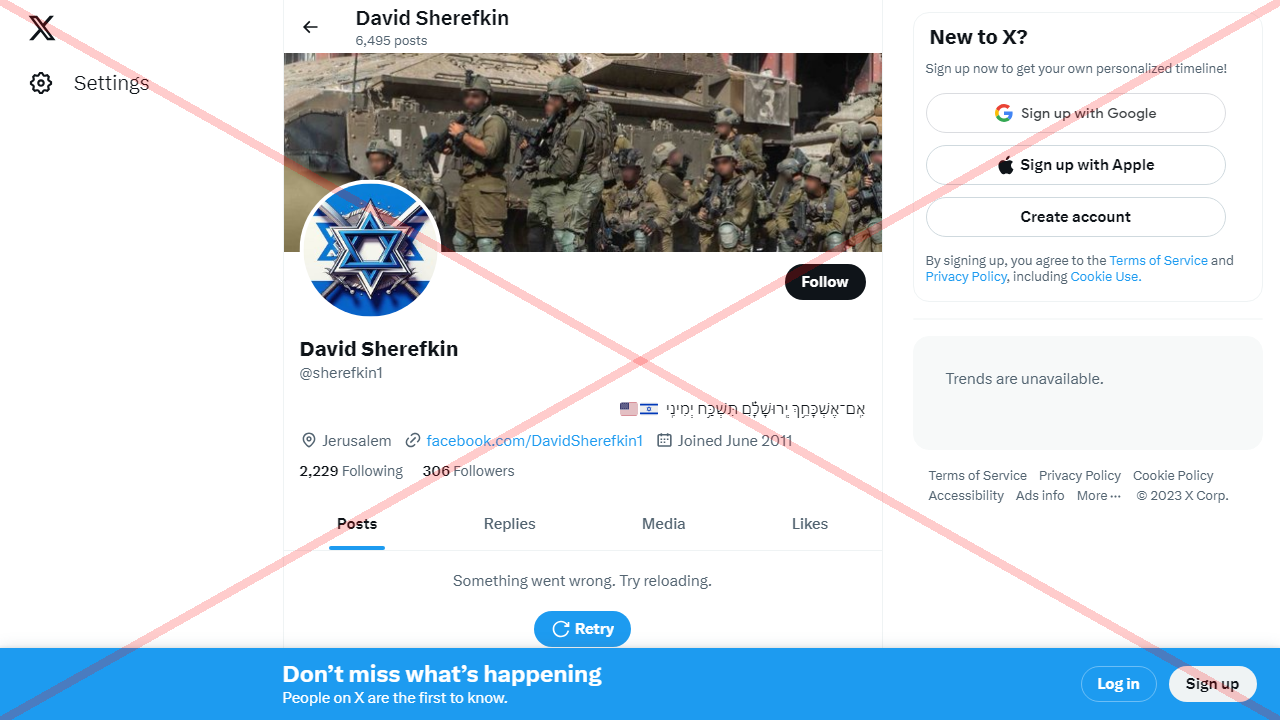 David Sherefkin
6,495 posts
Settings
3
Follow
David Sherefkin
@sherefkin1
אִֽם־אֶשְׁכָּחֵ֥ךְ יְֽרוּשָׁלָ֗͏ִם תִּשְׁכַּ֥ח יְמִינִֽי
Jerusalem facebook.com/DavidSherefkin1 Joined June 2011
2,229 Following 306 Followers
Posts Replies Media Likes
Something went wrong. Try reloading.
Retry
New to X?
Sign up now to get your own personalized timeline!
Sign up with Google
Sign up with Apple
Create account
By signing up, you agree to the Terms of Service and
Privacy Policy, including Cookie Use.
Trends are unavailable.
Terms of Service Privacy Policy Cookie Policy
Accessibility Ads info More ··· © 2023 X Corp.
Don’t miss what’s happening
People on X are the first to know.
Log in Sign up